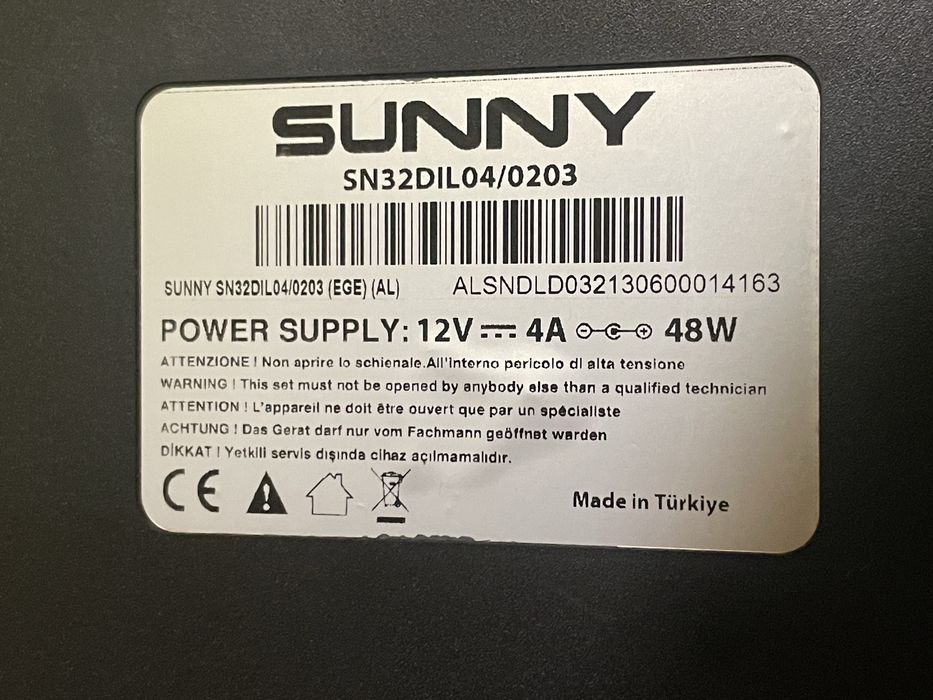 SUNNY
SN32DIL04/0203
SUNNY SN32DIL04/0203 (EGE) (AL) ALSNDLD032130600014163
POWER SUPPLY: 12V 4A 48W
ATTENZIONE ! Non aprire lo schienale.All'interno pericolo di alta tensione
WARNING ! This set must not be opened by anybody else than a qualified technician
ATTENTION ! L'appareil ne doit être ouvert que par un spécialiste
ACHTUNG ! Das Gerat darf nur vom Fachmann geöffnet warden
DİKKAT ! Yetkili servis dışında cihaz açılmamalıdır.
CE
Made in Türkiye